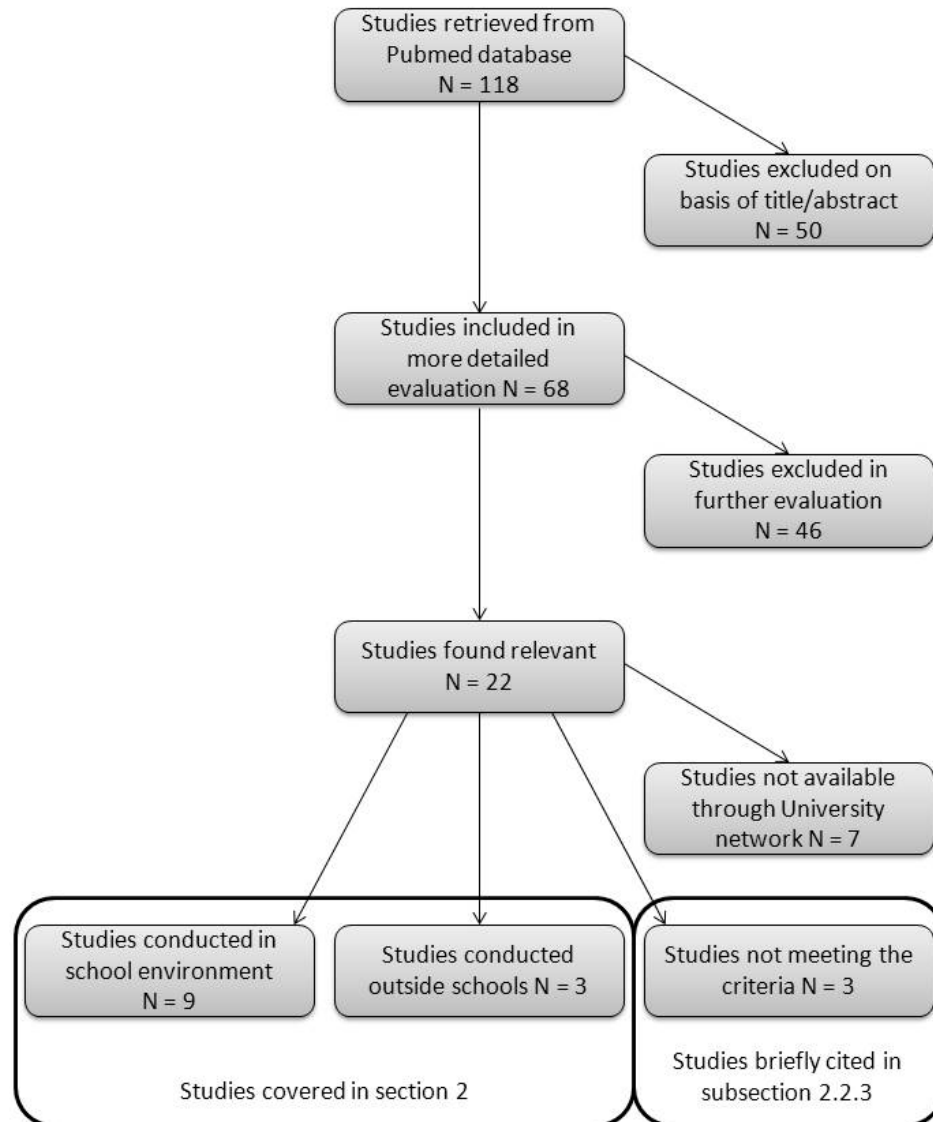 Studies retrieved from
Pubmed database
N = 118
Studies excluded on
basis of title/abstract
N = 50
Studies included in
more detailed
evaluation N = 68
Studies excluded in
further evaluation
N = 46
Studies found relevant
N = 22
Studies not available
through University
network N = 7
Studies conducted in
school environment
N = 9
Studies conducted
outside schools N = 3
Studies not meeting the
criteria N = 3
Studies covered in section 2
Studies briefly cited in
subsection 2.2.3